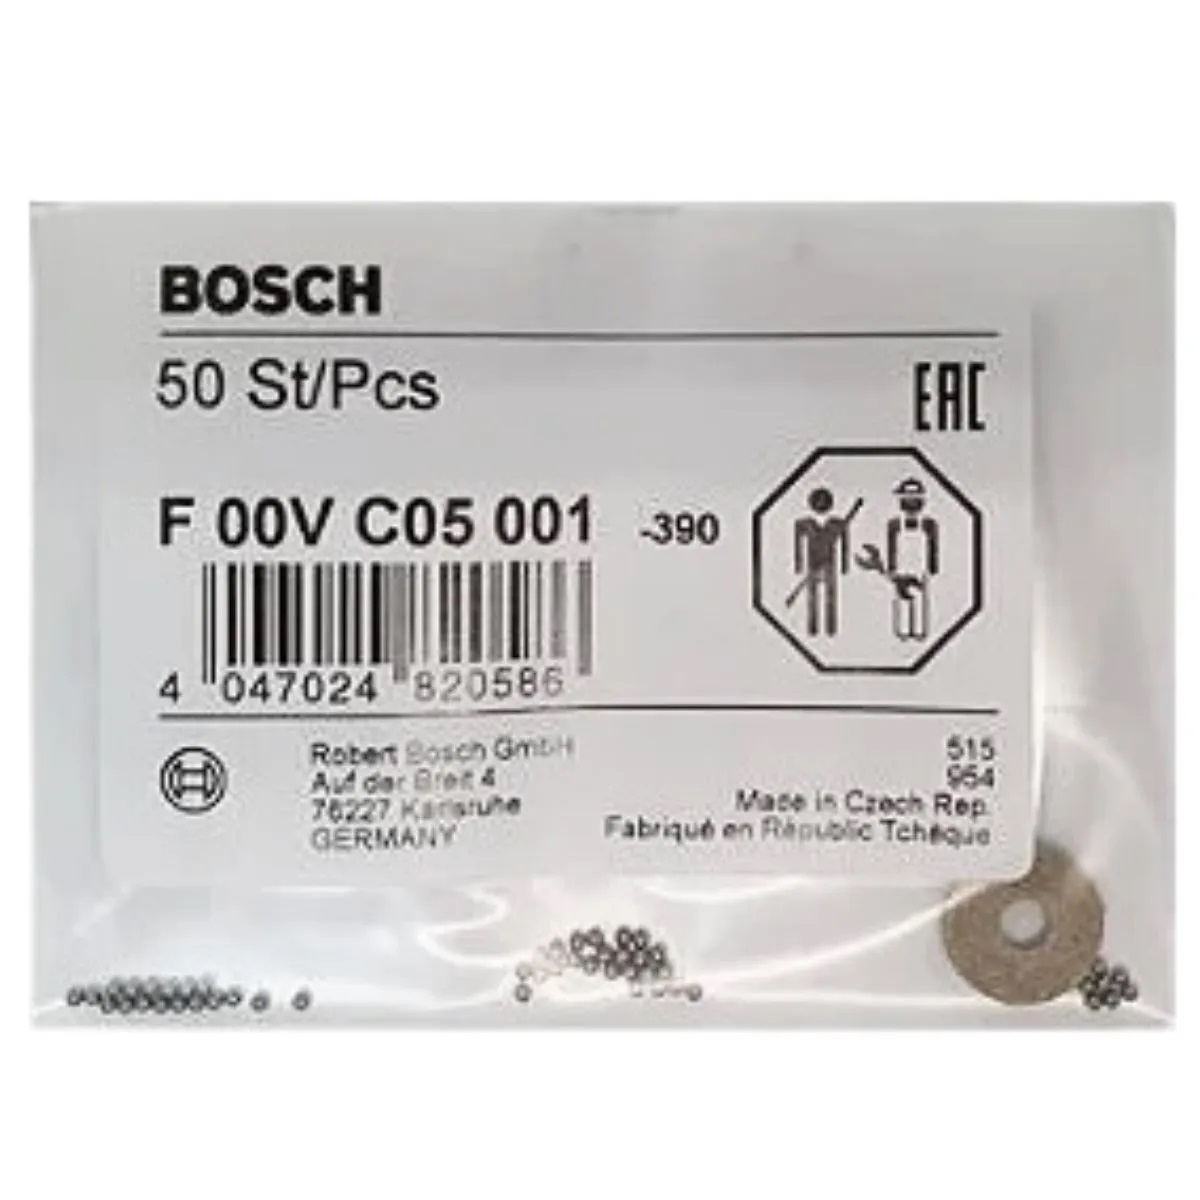 BOSCH
50 St/Pcs
EAC
F 00V C05 001 -390
4 047024 820586
Robert Bosch GmbH
Auf der Breit 4
76227 Karlsruhe
GERMANY
515
954
Made in Czech Rep.
Fabriqué en République Tchèque